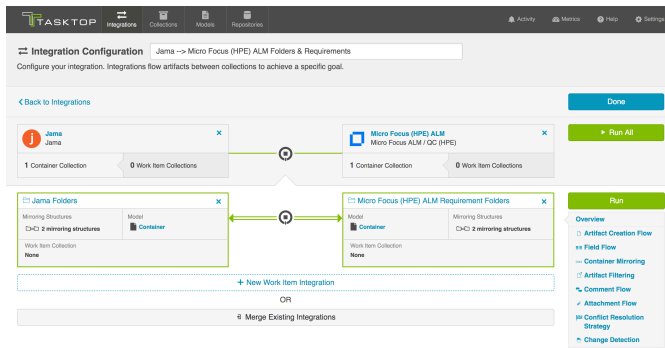 TASKTOP
Integrations
Collections
Models
Repositories
Activity
Metrics
Help
Settings
Integration Configuration
Jama --> Micro Focus (HPE) ALM Folders & Requirements
Configure your integration. Integrations flow artifacts between collections to achieve a specific goal.
Back to Integrations
Done
Jama
Jama
1 Container Collection
0 Work Item Collections
Micro Focus (HPE) ALM
Micro Focus ALM / QC (HPE)
1 Container Collection
0 Work Item Collections
Run All
Jama Folders
Mirroring Structures
2 mirroring structures
Model
Container
Work Item Collection
None
Micro Focus (HPE) ALM Requirement Folders
Model
Container
Mirroring Structures
2 mirroring structures
Work Item Collection
None
Run
Overview
Artifact Creation Flow
Field Flow
Container Mirroring
Artifact Filtering
Comment Flow
Attachment Flow
Conflict Resolution
Strategy
Change Detection
+ New Work Item Integration
OR
Merge Existing Integrations